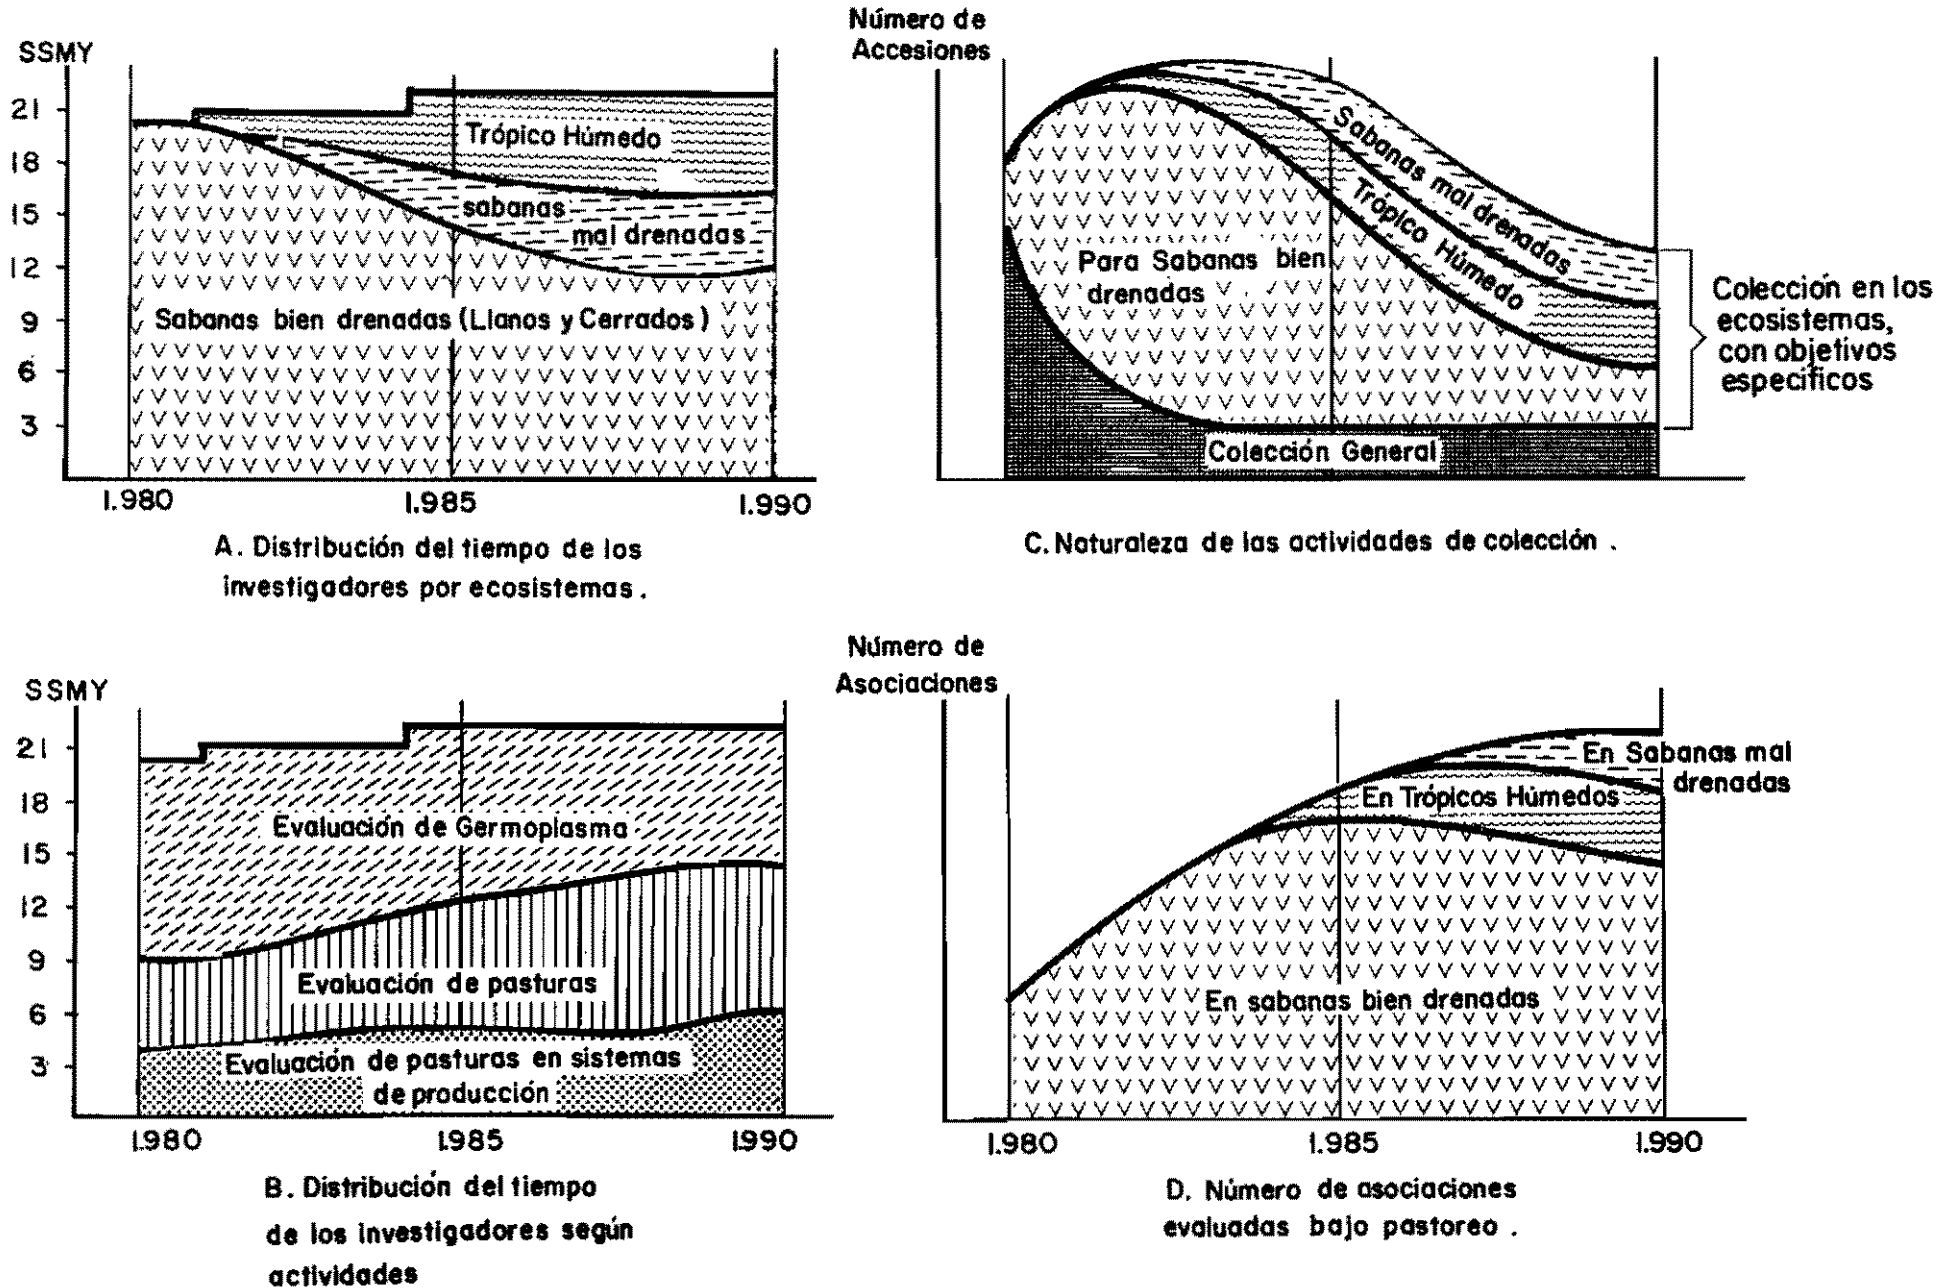 SSMY
21
18
15
12
9
6
3
Trópico Húmedo
sabanas
mal drenadas
Sabanas bien drenadas (Llanos y Cerrados)
1.980 1.985 1.990
A. Distribución del tiempo de los
investigadores por ecosistemas.
Número de
Accesiones
Sabanas mal drenadas
Trópico Húmedo
Para Sabanas bien
drenadas
Colección General
Colección en los
ecosistemas,
con objetivos
especificos
C. Naturaleza de las actividades de colección .
SSMY
21
18
15
12
9
6
3
Evaluación de Germoplasma
Evaluación de pasturas
Evaluación de pasturas en sistemas
de producción
1.980 1.985 1.990
B. Distribución del tiempo
de los investigadores según
actividades
Número de
Asociaciones
En Sabanas mal
drenadas
En Trópicos Húmedos
En sabanas bien drenadas
1.980 1.985 1.990
D. Número de asociaciones
evaluadas bajo pastoreo .